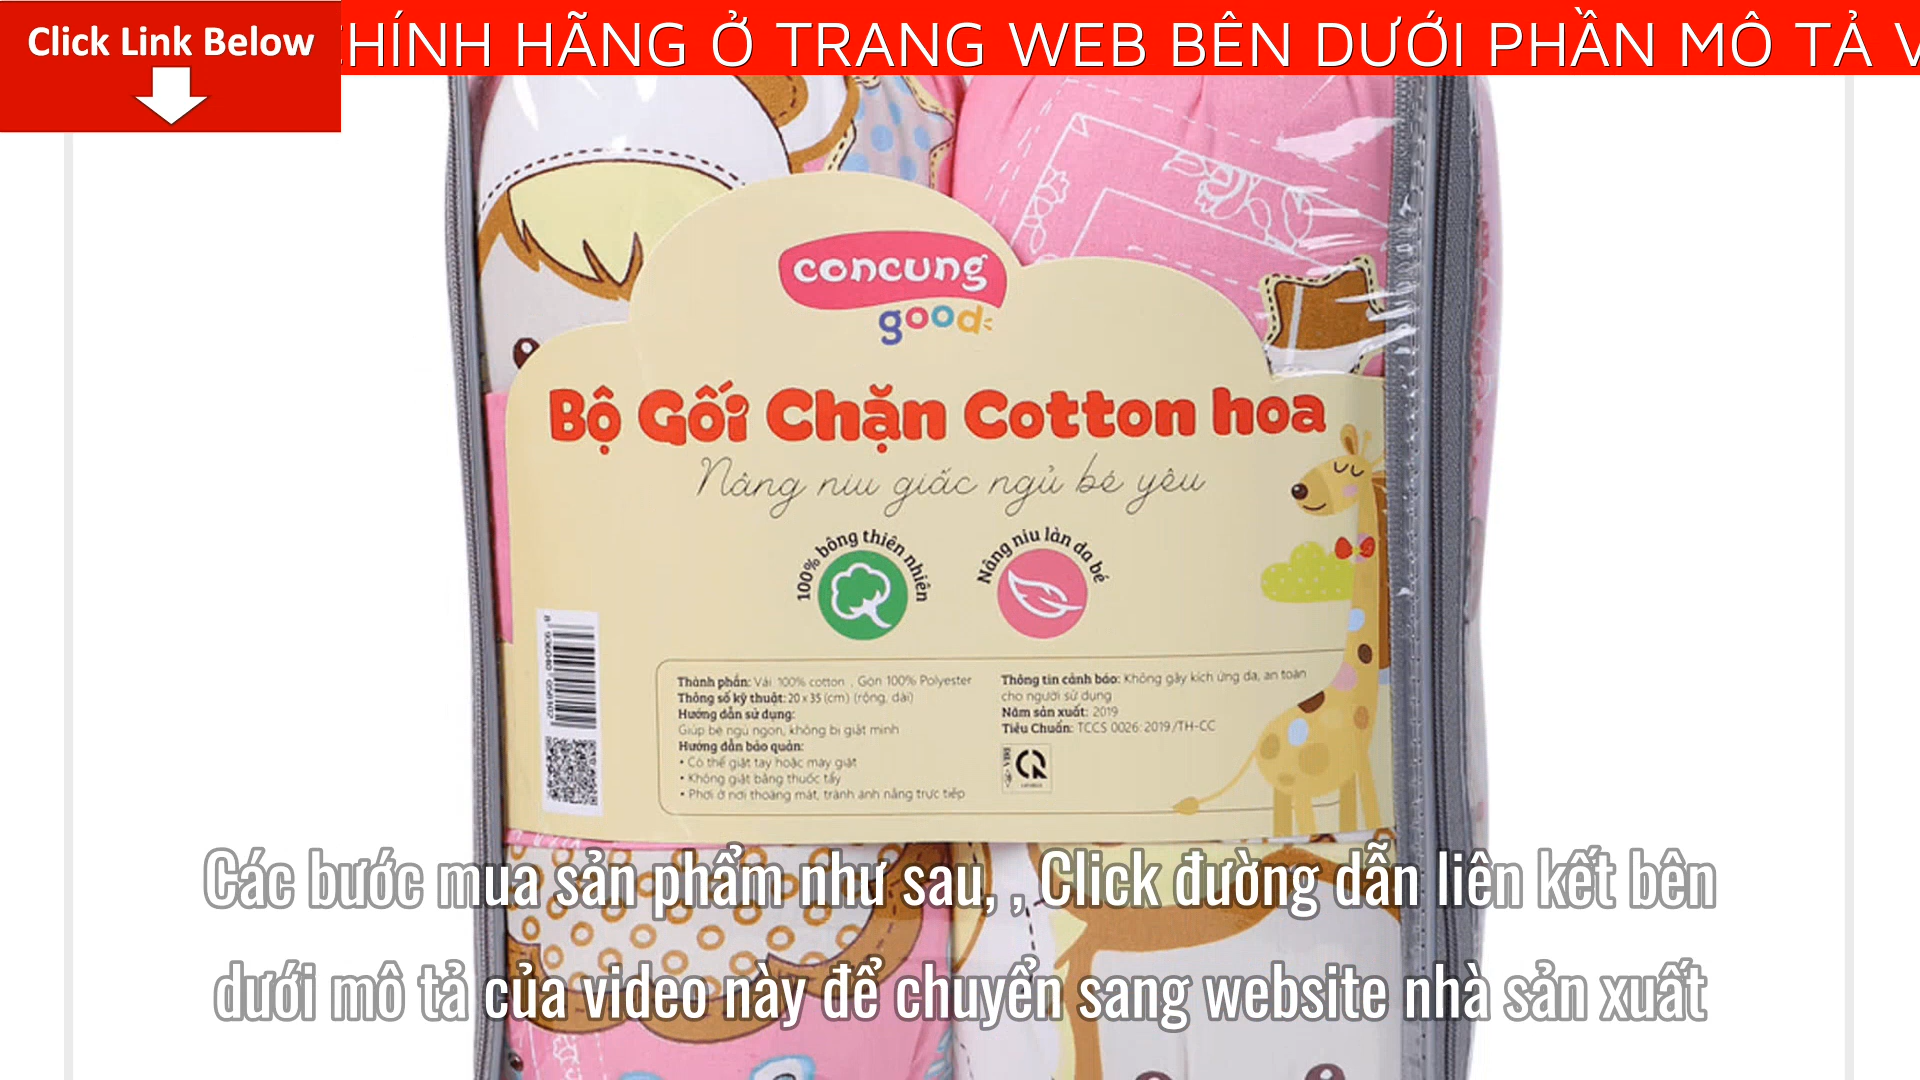 Click Link Below
CHÍNH HÃNG Ở TRANG WEB BÊN DƯỚI PHẦN MÔ TẢ V
concung
good
Bộ Gối Chặn Cotton hoa
Nâng niu giấc ngủ bé yêu
100% bông thiên nhiên
Nâng niu làn da bé
Thành phần: Vải 100% cotton , Gòn 100% Polyester
Thông số kỹ thuật: 20 x 35 (cm) (rộng, dài)
Hướng dẫn sử dụng:
Giúp bé ngủ ngon, không bị giật mình
Hướng dẫn bảo quản:
• Có thể giặt tay hoặc máy giặt
• Không giặt bằng thuốc tẩy
• Phơi ở nơi thoáng mát, tránh ánh nắng trực tiếp
Thông tin cảnh báo: Không gây kích ứng da, an toàn
cho người sử dụng
Năm sản xuất: 2019
Tiêu Chuẩn: TCCS 0026: 2019/TH-CC
Các bước mua sản phẩm như sau, , Click đường dẫn liên kết bên
dưới mô tả của video này để chuyển sang website nhà sản xuất